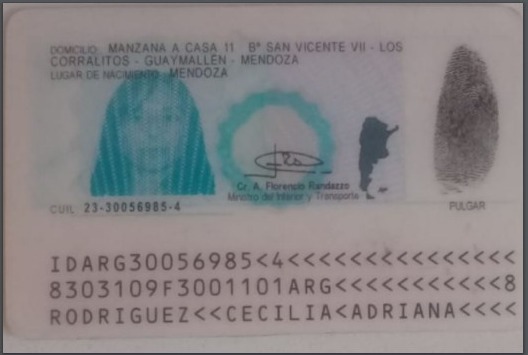 DOMICILIO: MANZANA A CASA 11 B° SAN VICENTE VII - LOS
CORRALITOS - GUAYMALLEN - MENDOZA
LUGAR DE NACIMIENTO: MENDOZA
Cr. A. Florencio Randazzo
Ministro del Interior y Transporte
CUIL 23-30056985-4
PULGAR
IDARG30056985<4<<<<<<<<<<<<<<<
8303109F3001101ARG<<<<<<<<<<<8
RODRIGUEZ<<CECILIA<ADRIANA<<<<